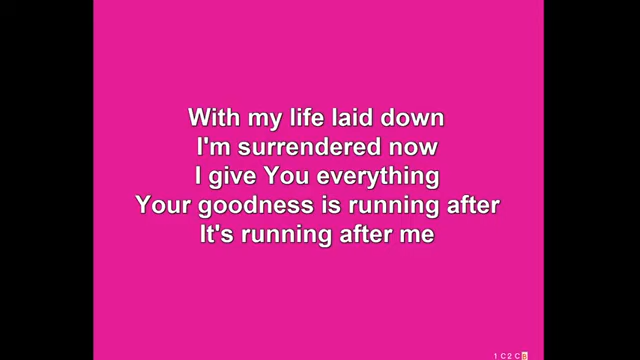 With my life laid down
I'm surrendered now
I give You everything
Your goodness is running after
It's running after me
1 C 2 C B